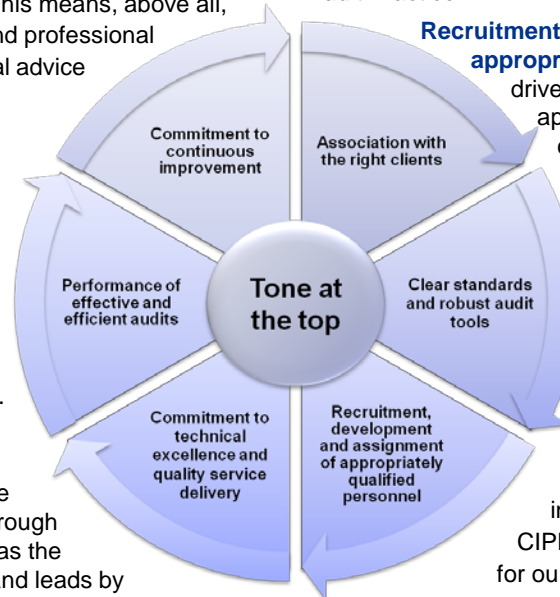 his means, above all,
nd professional
al advice
Recruitment
appropr
drive
ap
Commitment to
continuous
improvement
Association with
the right clients
Performance of
effective and
efficient audits
Tone at
the top
Clear standards
and robust audit
tools
Commitment to
technical
excellence and
quality service
delivery
Recruitment,
development
and assignment
of appropriately
qualified
personnel
e
rough
as the
and leads by
in
CIP
for ou